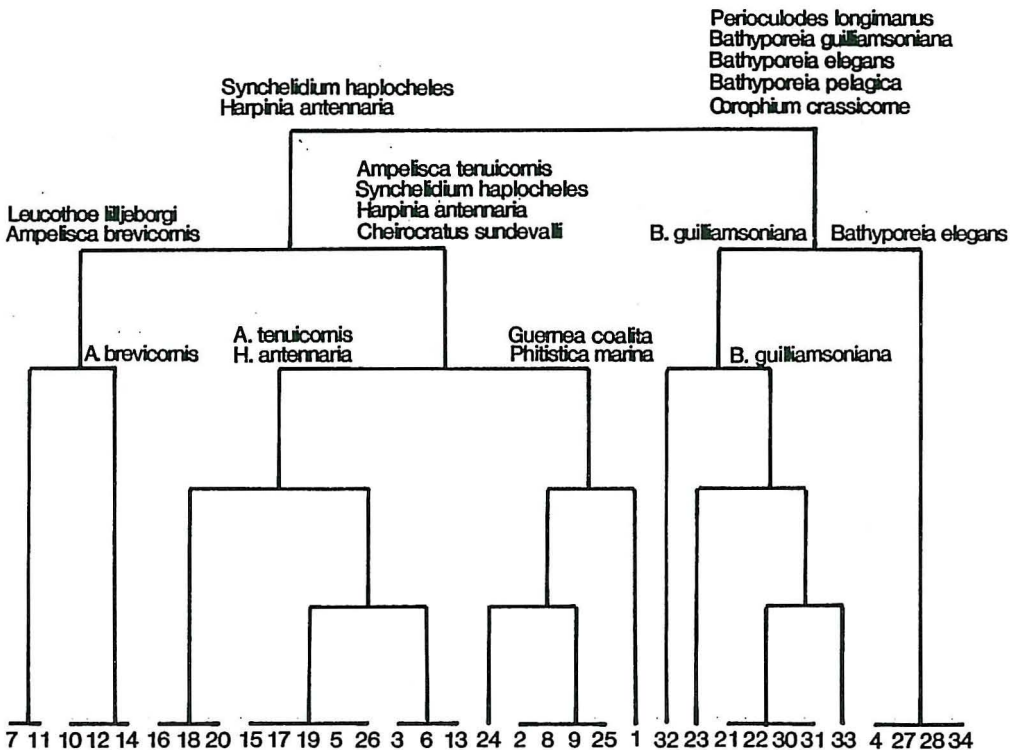 Perioculodes longimanus
Bathyporeia guilliamsoniana
Bathyporeia elegans
Bathyporeia pelagica
Corophium crassicorne
Synchelidium haplocheles
Harpinia antennaria
Ampelisca tenuicornis
Synchelidium haplocheles
Harpinia antennaria
Cheirocratus sundevalli
Leucothoe lilljeborgi
Ampelisca brevicornis
B. guilliamsoniana
Bathyporeia elegans
A. brevicornis
A. tenuicornis
H. antennaria
Guernea coalita
Phtistica marina
B. guilliamsoniana
7 11 10 12 14 16 18 20 15 17 19 5 26 3 6 13 24 2 8 9 25 1 32 23 21 22 30 31 33 4 27 28 34